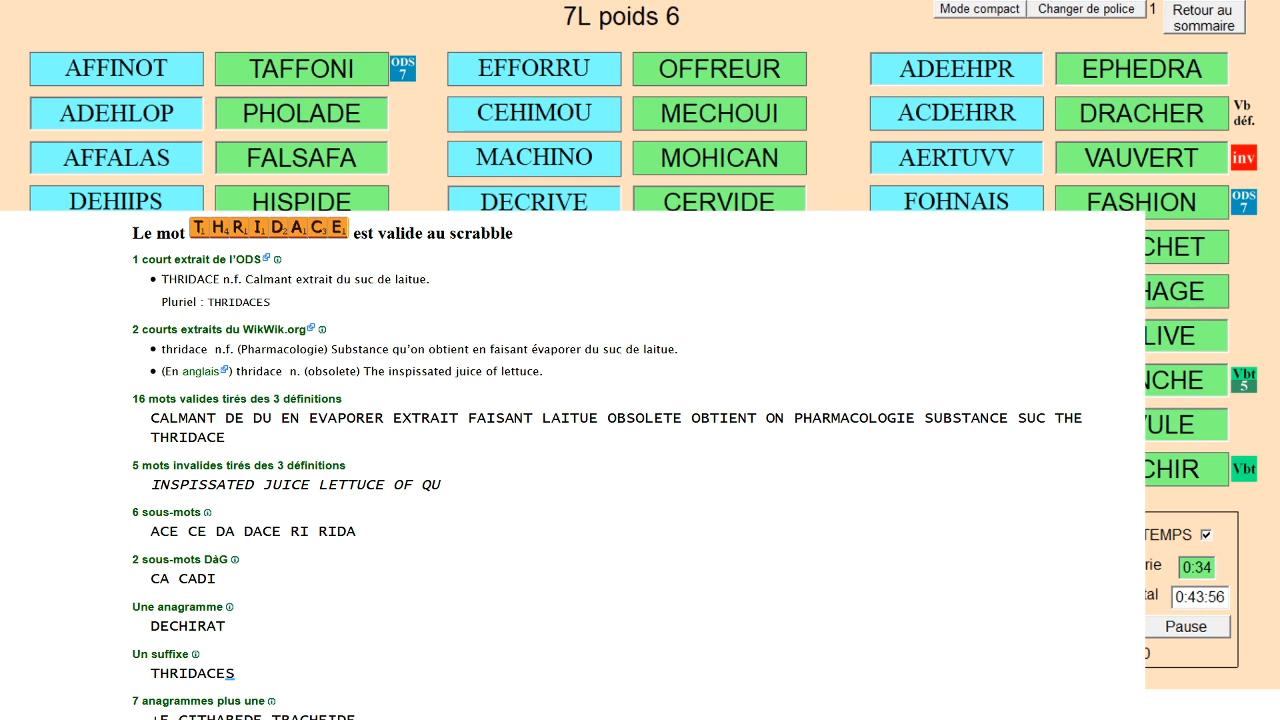 7L poids 6
Mode compact Changer de police 1 Retour au sommaire
AFFINOT TAFFONI ODS 7 EFFORRU OFFREUR ADEEHPR EPHEDRA
ADEHLOP PHOLADE CEHIMOU MECHOUI ACDEHRR DRACHER Vb déf.
AFFALAS FALSAFA MACHINO MOHICAN AERTUVV VAUVERT inv
DEHIIPS HISPIDE DECRIVE CERVIDE FOHNAIS FASHION ODS 7
CHET
HAGE
LIVE
NCHE Vbt 5
ULE
CHIR Vbt
TEMPS
rie 0:34
tal 0:43:56
Pause
Le mot THRIDACE est valide au scrabble
1 court extrait de l’ODS
• THRIDACE n.f. Calmant extrait du suc de laitue.
Pluriel : THRIDACES
2 courts extraits du WikWik.org
• thridace n.f. (Pharmacologie) Substance qu’on obtient en faisant évaporer du suc de laitue.
• (En anglais) thridace n. (obsolete) The inspissated juice of lettuce.
16 mots valides tirés des 3 définitions
CALMANT DE DU EN EVAPORER EXTRAIT FAISANT LAITUE OBSOLETE OBTIENT ON PHARMACOLOGIE SUBSTANCE SUC THE
THRIDACE
5 mots invalides tirés des 3 définitions
INSPISSATED JUICE LETTUCE OF QU
6 sous-mots
ACE CE DA DACE RI RIDA
2 sous-mots DàG
CA CADI
Une anagramme
DECHIRAT
Un suffixe
THRIDACES
7 anagrammes plus une
+E CITHAREDE TRACHEIDE